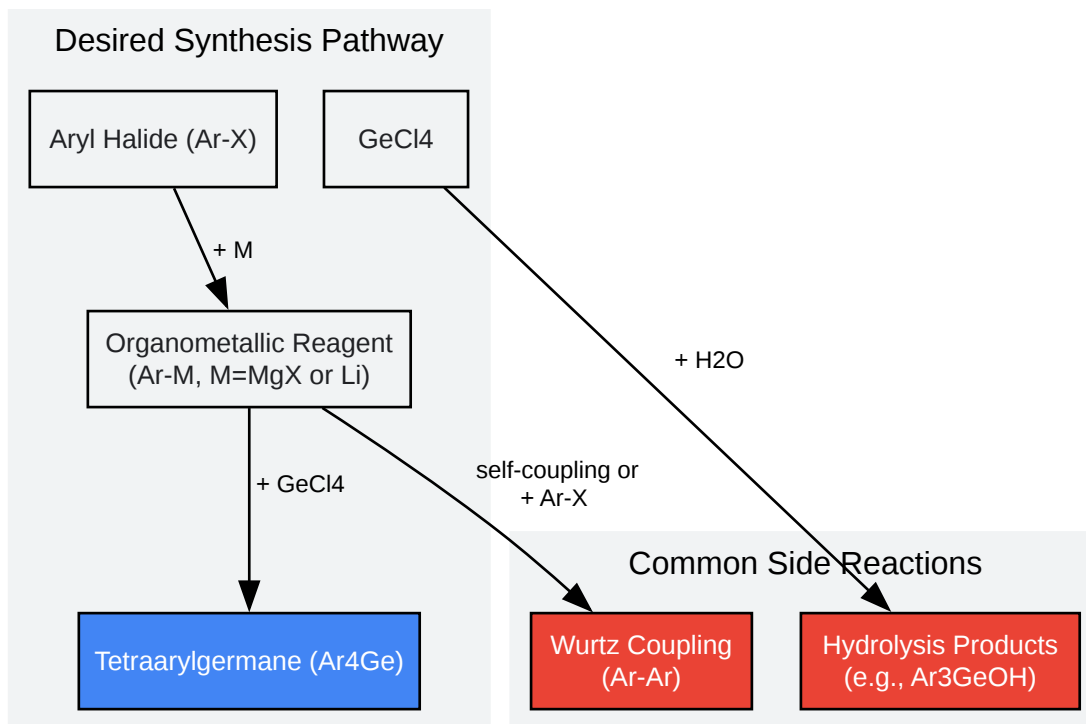 Desired Synthesis Pathway
Aryl Halide (Ar-X)
GeCl4
+ M
Organometallic Reagent
(Ar-M, M=MgX or Li)
+ H2O
+ GeCl4
self-coupling or
+ Ar-X
Common Side Reactions
Tetraarylgermane (Ar4Ge)
Wurtz Coupling
(Ar-Ar)
Hydrolysis Products
(e.g., Ar3GeOH)